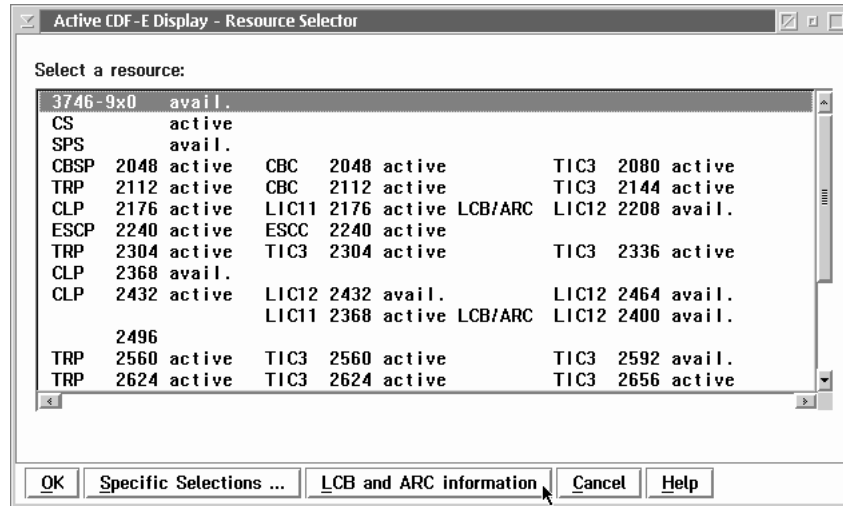 Active CDF-E Display - Resource Selector
Select a resource:
3746-9x0 avail.
CS active
SPS avail.
CBSP 2048 active CBC 2048 active TIC3 2080 active
TRP 2112 active CBC 2112 active TIC3 2144 active
CLP 2176 active LIC11 2176 active LCB/ARC LIC12 2208 avail.
ESCP 2240 active ESCC 2240 active
TRP 2304 active TIC3 2304 active TIC3 2336 active
CLP 2368 avail.
CLP 2432 active LIC12 2432 avail. LIC12 2464 avail.
LIC11 2368 active LCB/ARC LIC12 2400 avail.
2496
TRP 2560 active TIC3 2560 active TIC3 2592 avail.
TRP 2624 active TIC3 2624 active TIC3 2656 active
OK Specific Selections ... LCB and ARC information Cancel Help